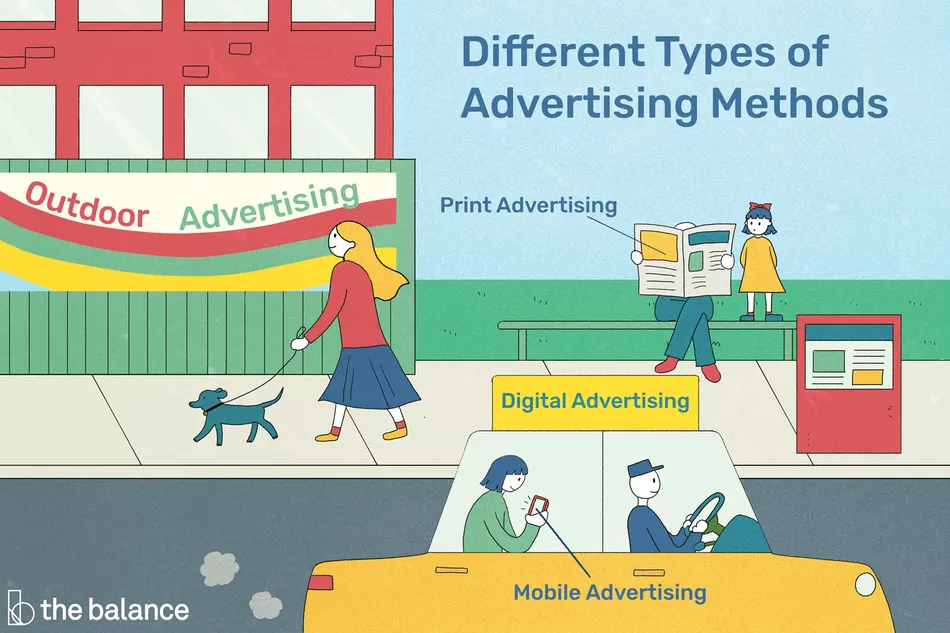 Different Types of
Advertising Methods
Outdoor Advertising
Print Advertising
Digital Advertising
Mobile Advertising
b the balance